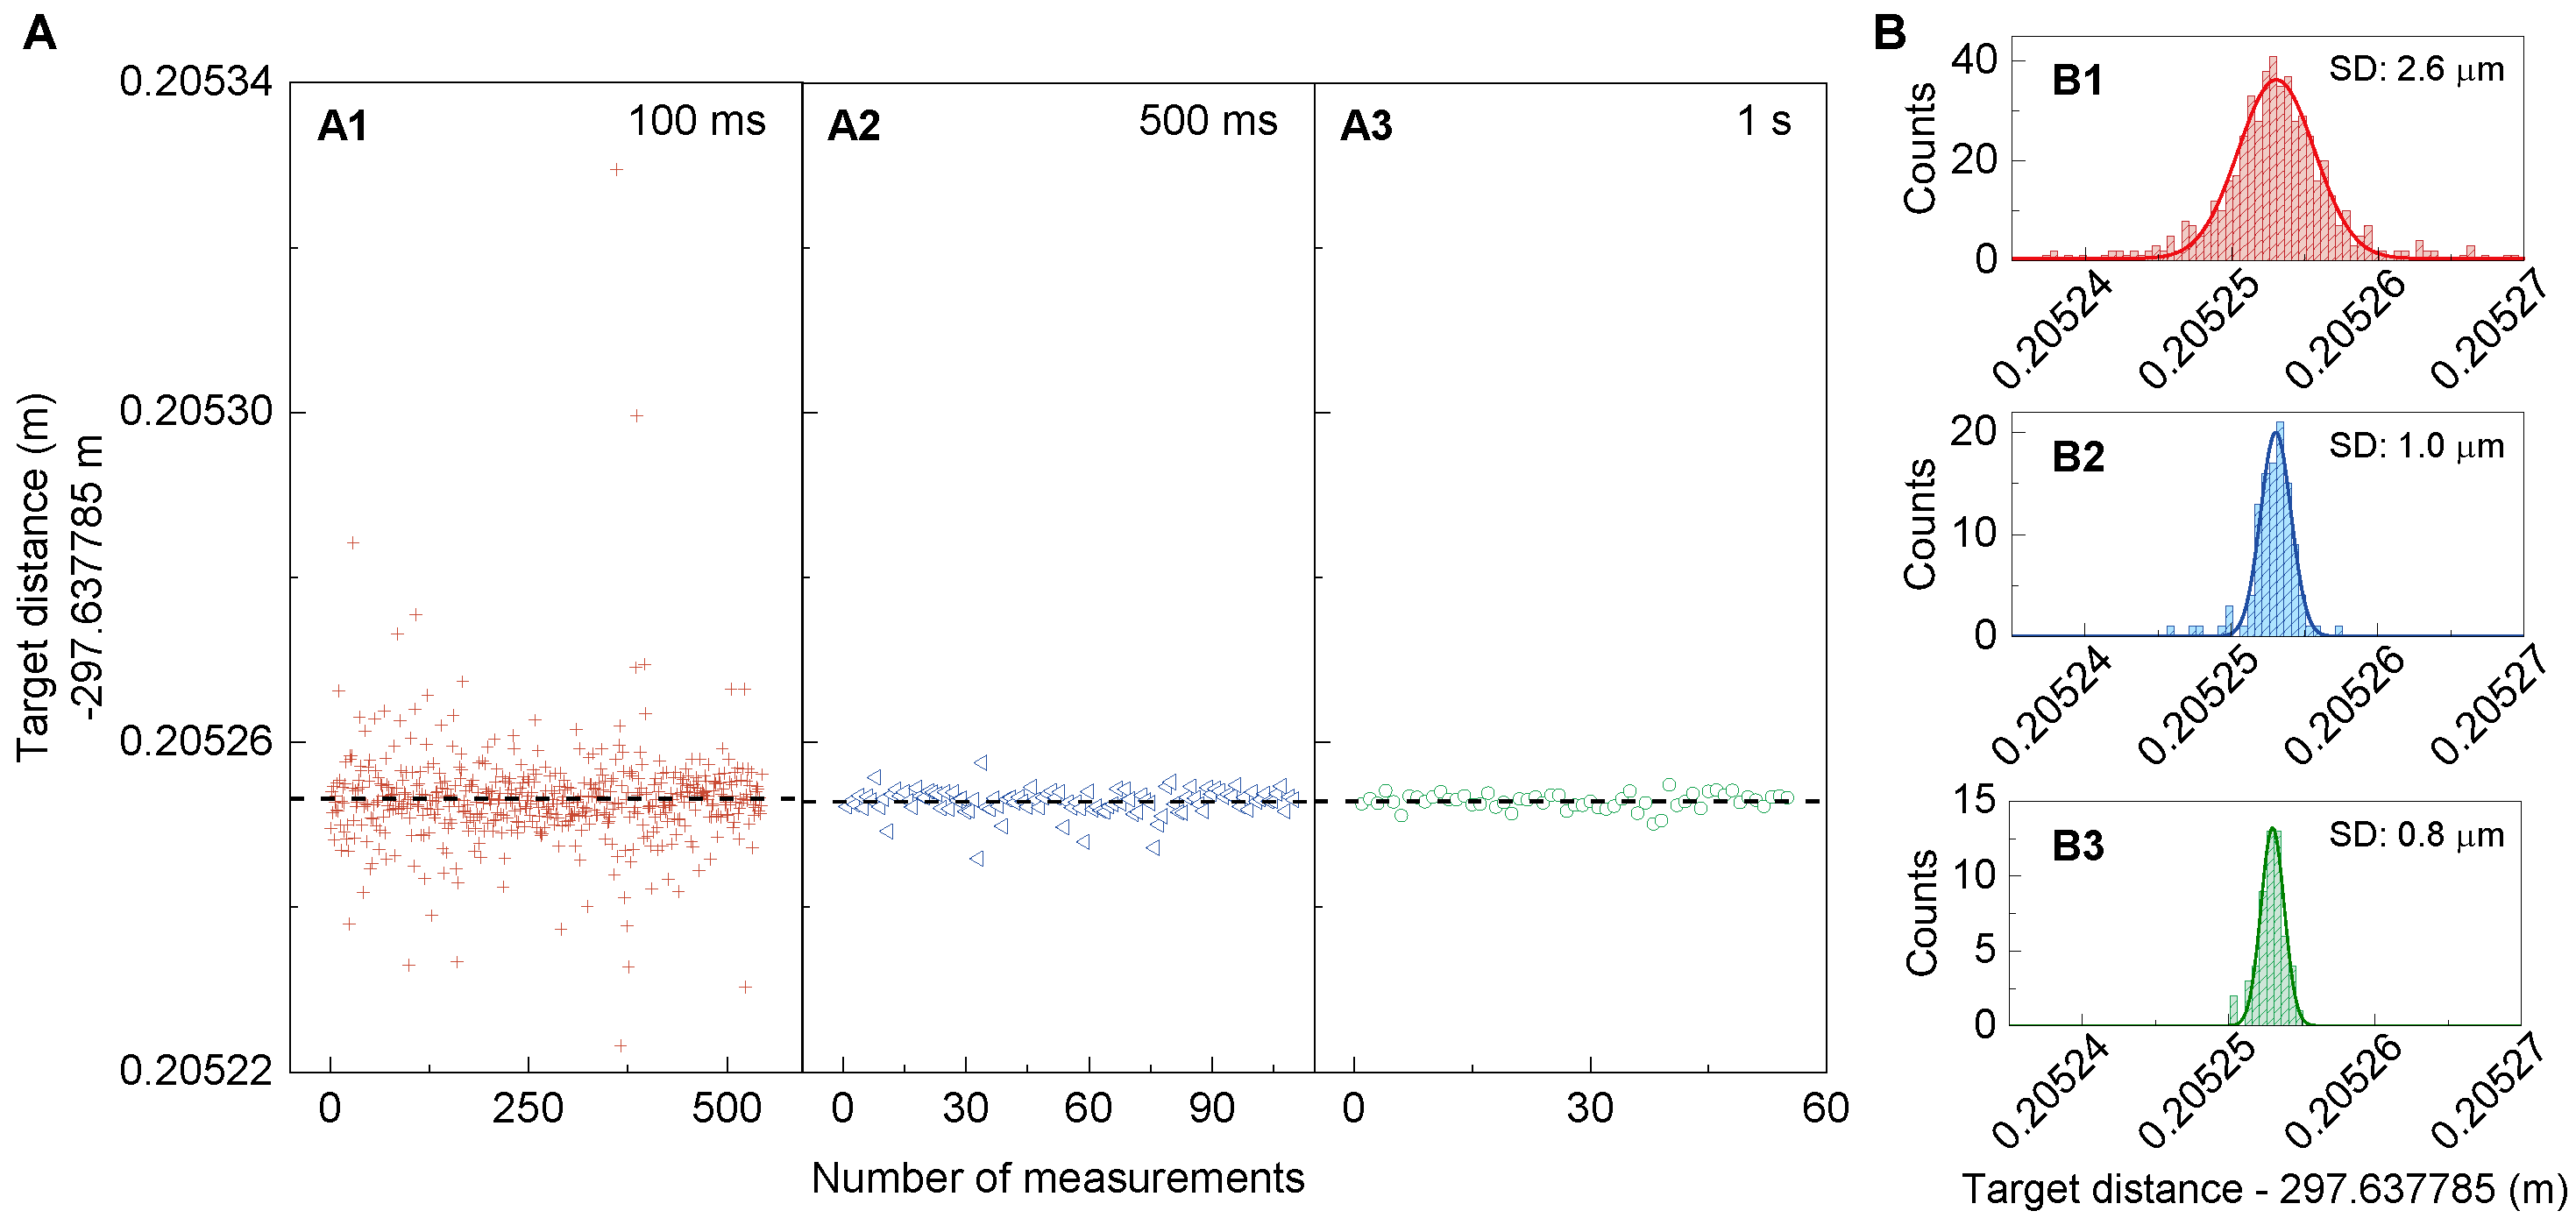 A
Target distance (m)
-297.637785 m
0.20534
0.20530
0.20526
0.20522
A1
100 ms
0
250
500
A2
500 ms
0
30
60
90
A3
1 s
0
30
60
Number of measurements
B
B1
SD: 2.6 μm
Counts
40
20
0
0.20524
0.20525
0.20526
0.20527
B2
SD: 1.0 μm
Counts
20
10
0
0.20524
0.20525
0.20526
0.20527
B3
SD: 0.8 μm
Counts
15
10
5
0
0.20524
0.20525
0.20526
0.20527
Target distance - 297.637785 (m)